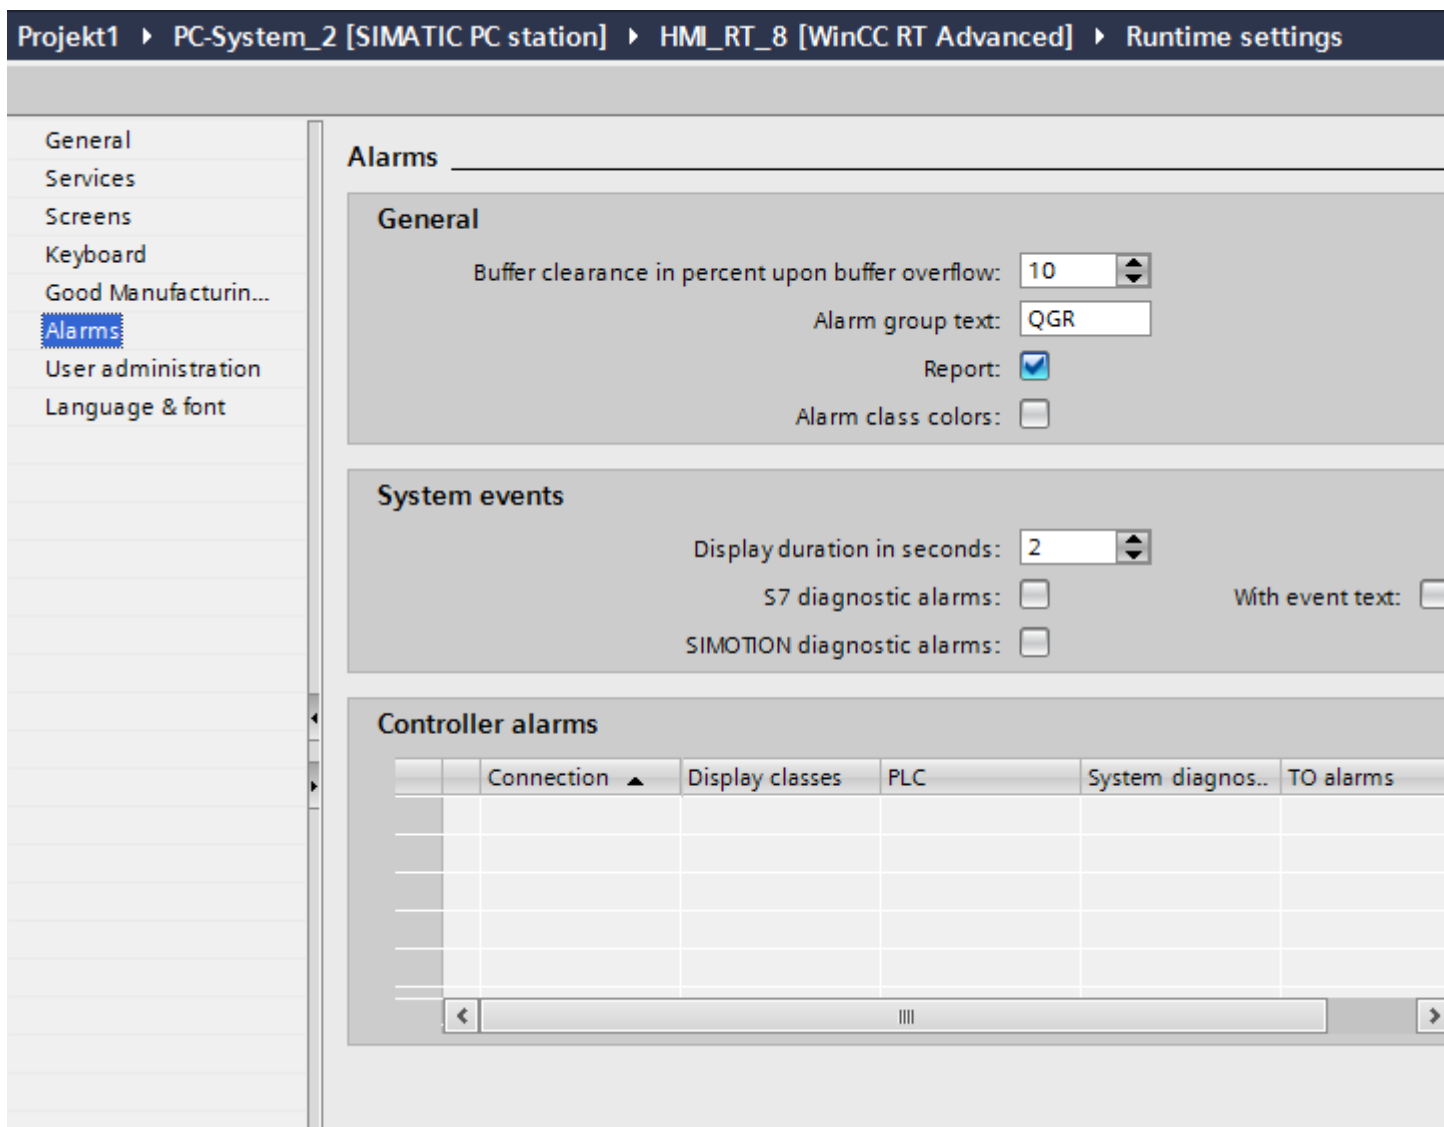 Projekt1 ▸ PC-System_2 [SIMATIC PC station] ▸ HMI_RT_8 [WinCC RT Advanced] ▸ Runtime settings
General
Services
Screens
Keyboard
Good Manufacturin...
Alarms
User administration
Language & font
Alarms
General
Buffer clearance in percent upon buffer overflow: 10
Alarm group text: QGR
Report:
Alarm class colors:
System events
Display duration in seconds: 2
S7 diagnostic alarms: With event text:
SIMOTION diagnostic alarms:
Controller alarms
Connection Display classes PLC System diagnos... TO alarms